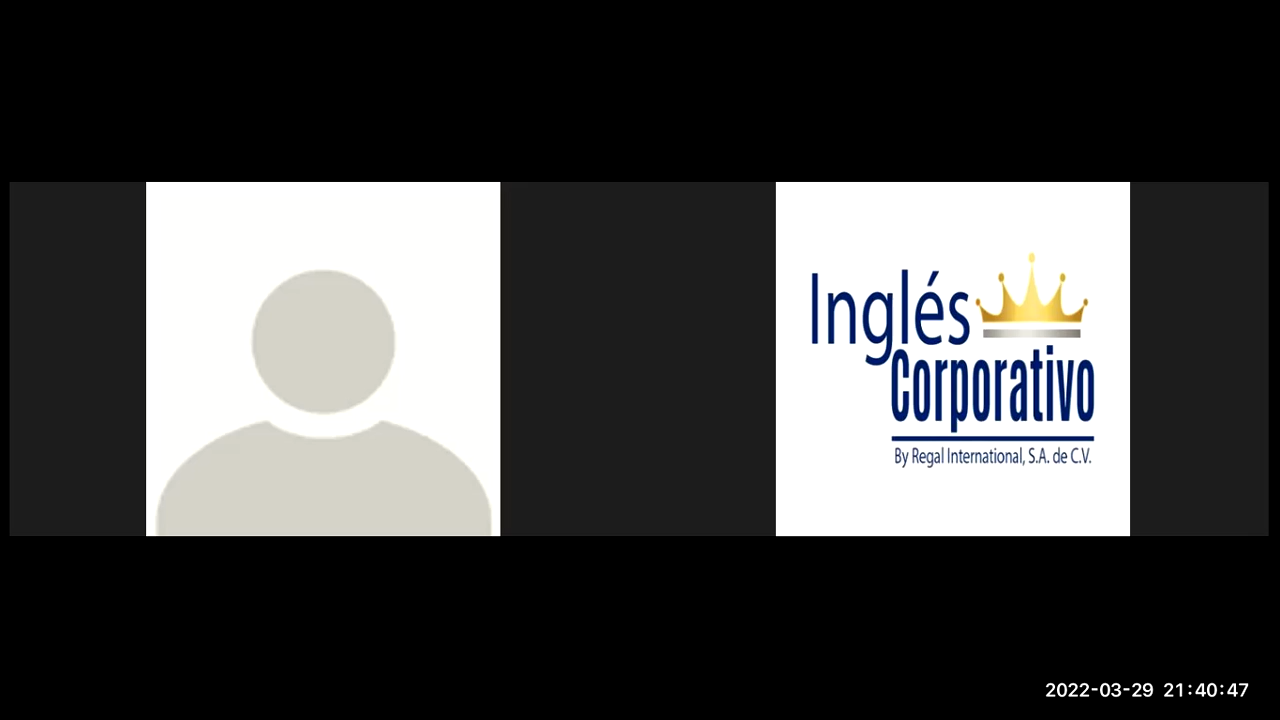 Inglés
Corporativo
By Regal International, S.A. de C.V.
2022-03-29 21:40:47